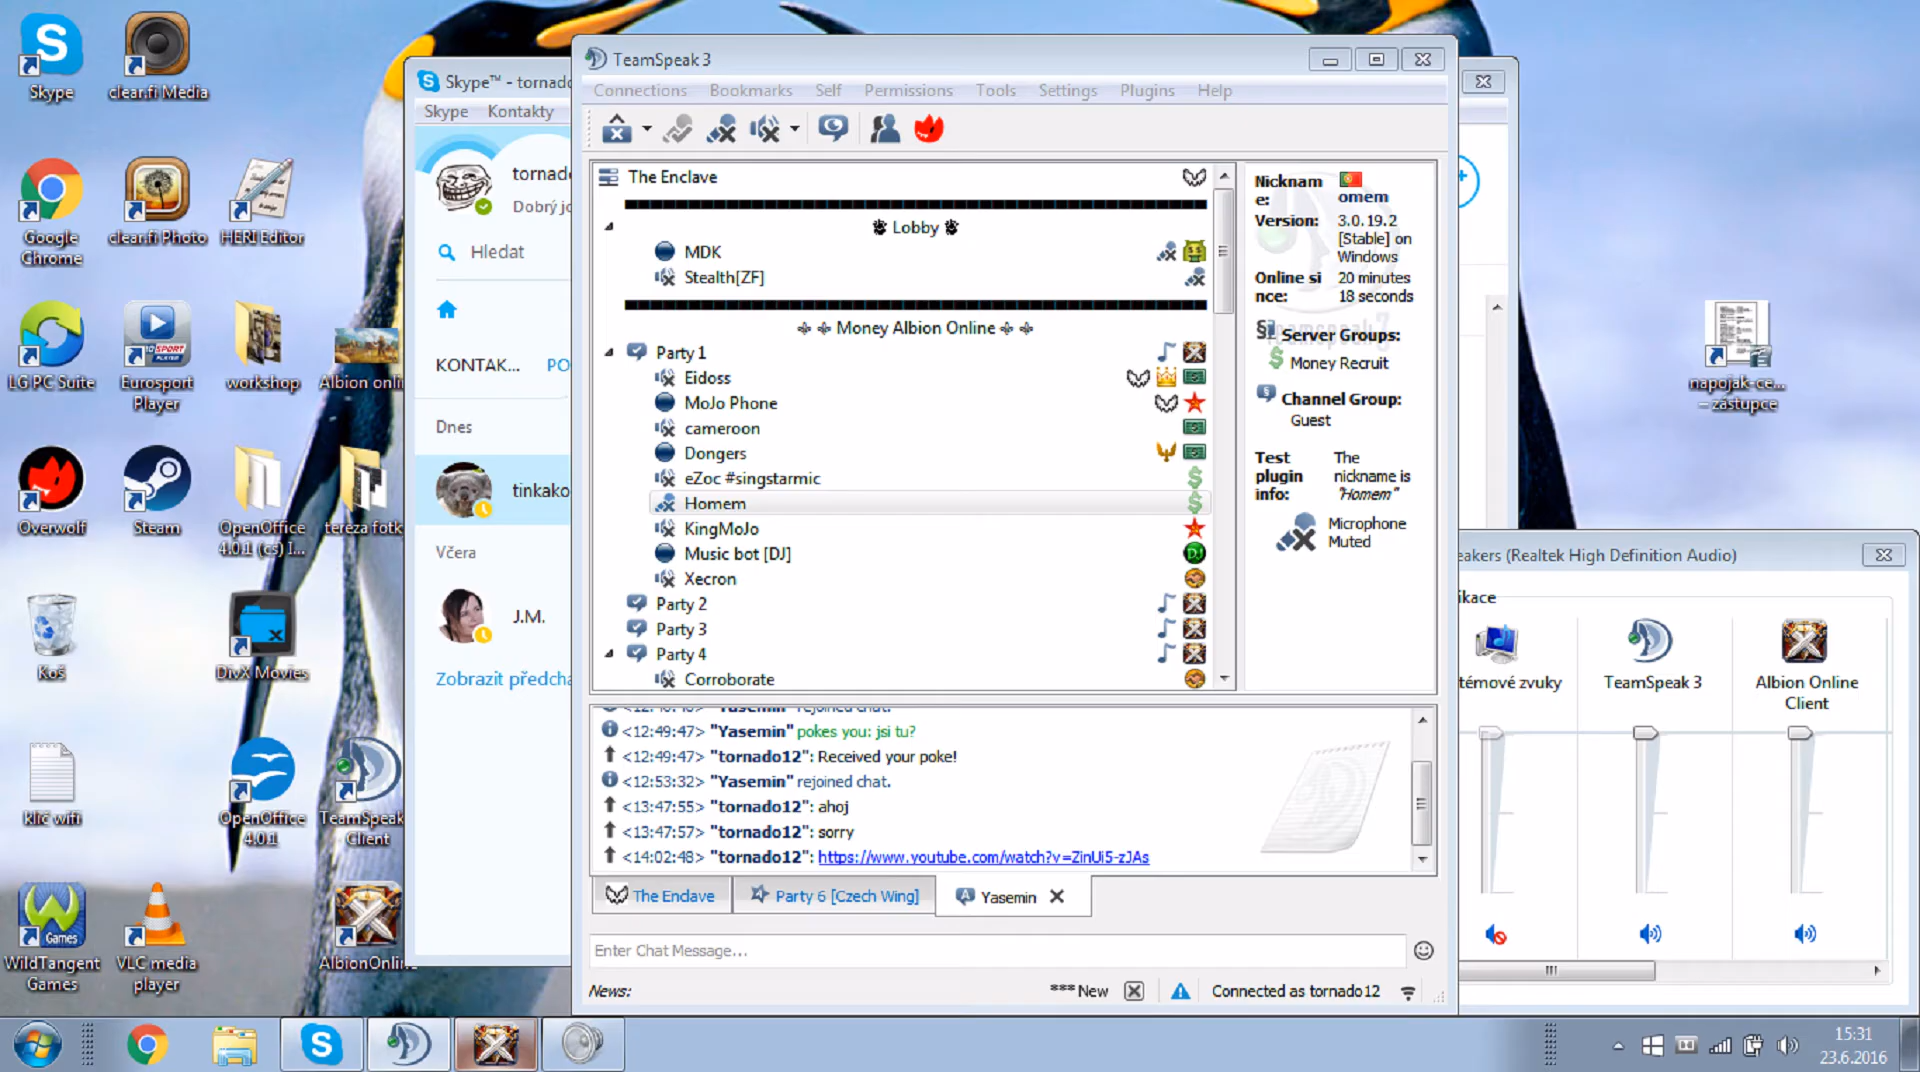 Skype
clear.fi Media
Google Chrome
clear.fi Photo
HERI Editor
LG PC Suite
Eurosport Player
workshop
Albion onli
Overwolf
Steam
OpenOffice 4.0.1 (cs) I...
tereza fotk
Koš
DivX Movies
klíč wifi
OpenOffice 4.0.1
TeamSpeak Client
WildTangent Games
VLC media player
AlbionOnlin
Skype™ - tornado
Skype Kontakty
tornado
Dobrý jo
Hledat
KONTAK... PO
Dnes
tinkako
Včera
J.M.
Zobrazit předcha
TeamSpeak 3
Connections Bookmarks Self Permissions Tools Settings Plugins Help
The Enclave
Lobby
MDK
Stealth[ZF]
Money Albion Online
Party 1
Eidoss
MoJo Phone
cameroon
Dongers
eZoc #singstarmic
Homem
KingMoJo
Music bot [DJ]
Xecron
Party 2
Party 3
Party 4
Corroborate
Nickname: omem
Version: 3.0.19.2 [Stable] on Windows
Online since: 20 minutes 18 seconds
Server Groups:
Money Recruit
Channel Group:
Guest
Test plugin info: The nickname is "Homem"
Microphone Muted
"Yasemin" rejoined chat.
<12:49:47> "Yasemin" pokes you: jsi tu?
<12:49:47> "tornado12": Received your poke!
<12:53:32> "Yasemin" rejoined chat.
<13:47:55> "tornado12": ahoj
<13:47:57> "tornado12": sorry
<14:02:48> "tornado12": https://www.youtube.com/watch?v=ZinUi5-zJAs
The Enclave
Party 6 [Czech Wing]
Yasemin
Enter Chat Message...
News:
*** New
Connected as tornado12
napojak-ce... – zástupce
eakers (Realtek High Definition Audio)
ikace
témové zvuky
TeamSpeak 3
Albion Online Client
15:31
23.6.2016